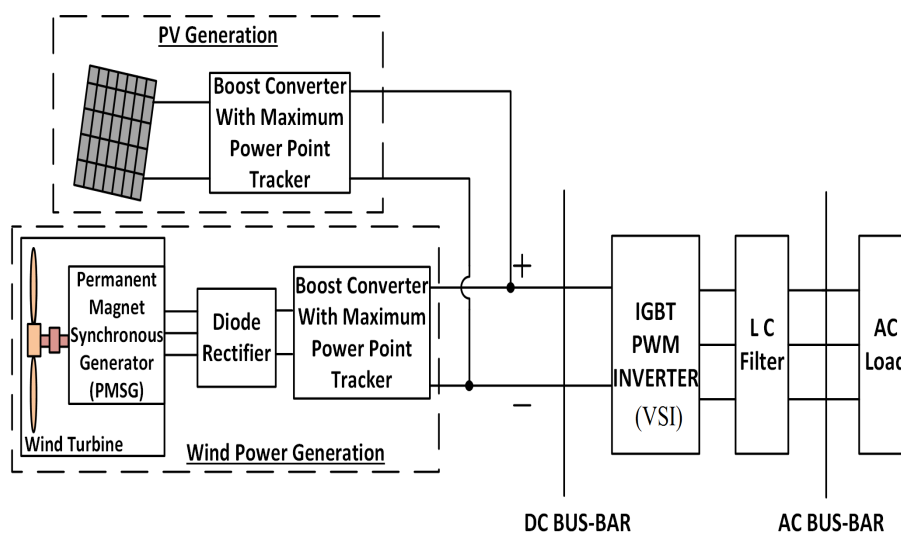 PV Generation
Boost Converter
With Maximum
Power Point
Tracker
Permanent
Magnet
Synchronous
Generator
(PMSG)
Wind Turbine
Diode
Rectifier
Boost Converter
With Maximum
Power Point
Tracker
Wind Power Generation
+
−
IGBT
PWM
INVERTER
(VSI)
L C
Filter
AC
Load
DC BUS-BAR
AC BUS-BAR